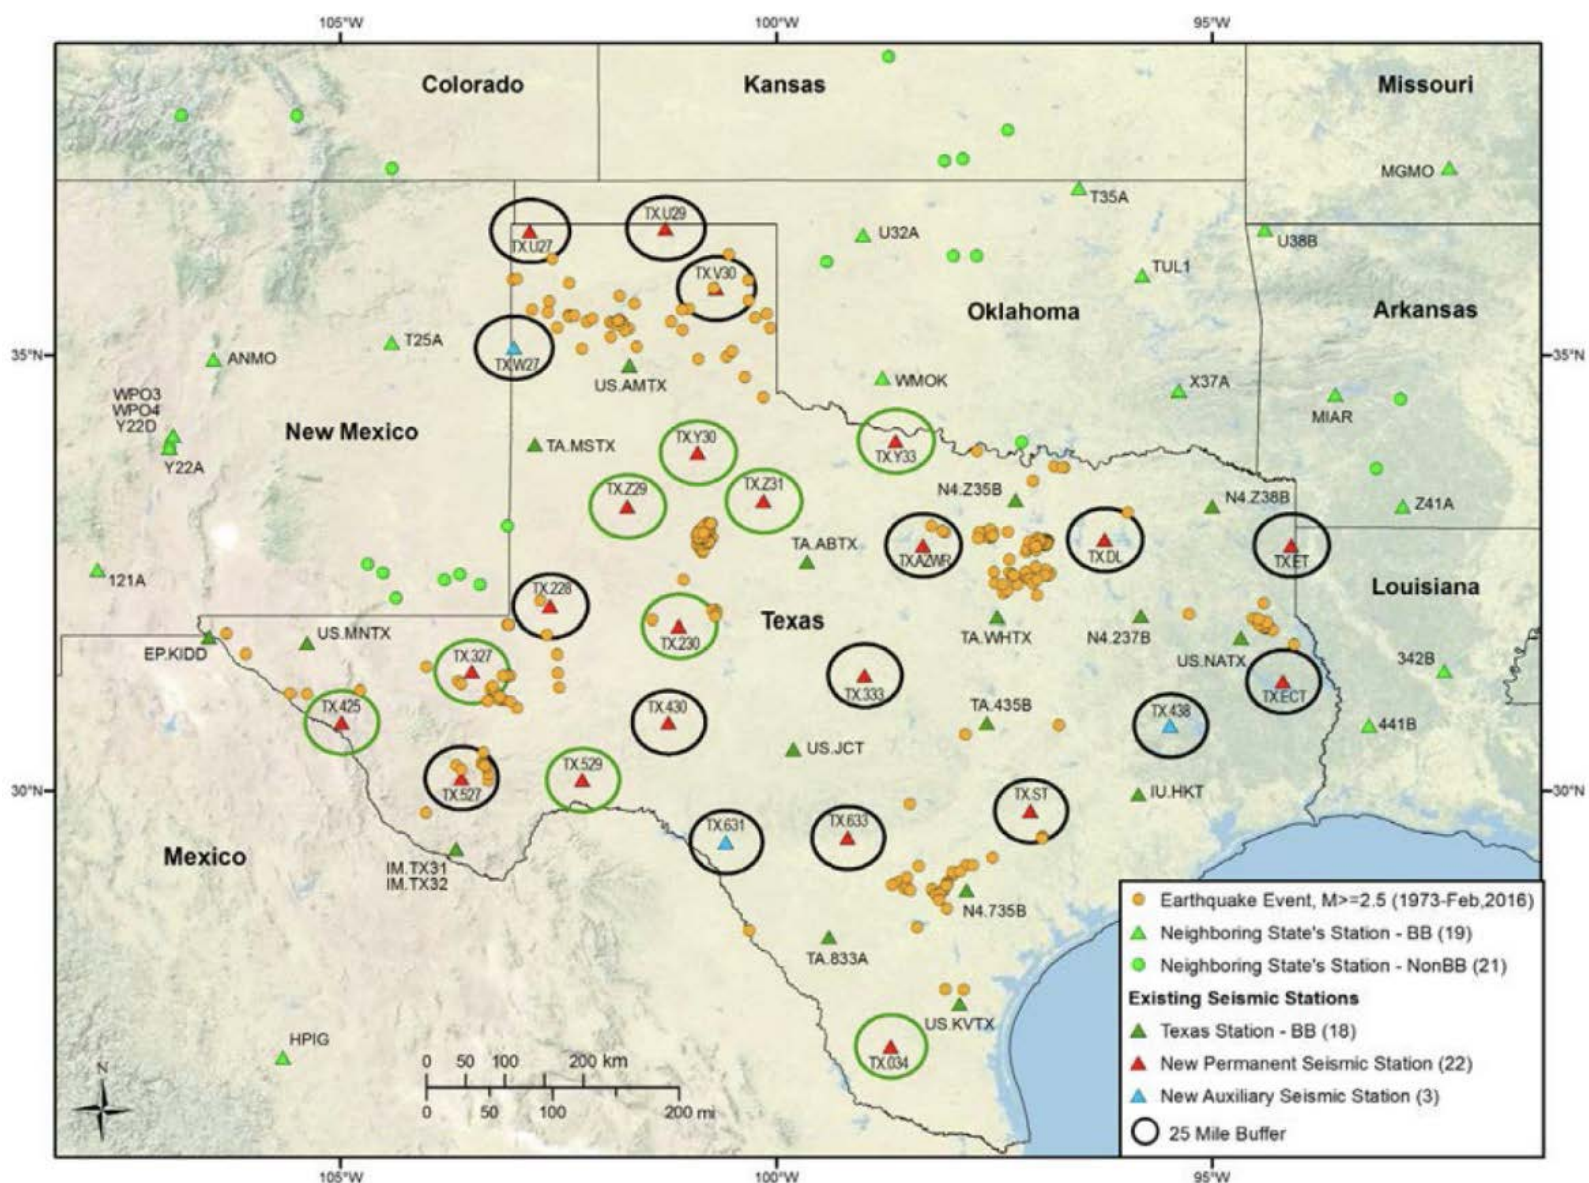 105°W 100°W 95°W
Colorado Kansas Missouri
MGMO
T35A
TX.U27 TX.U29 U32A U38B
TX.V30 TUL1
Oklahoma Arkansas
T25A
35°N ANMO TX.W27 35°N
US.AMTX WMOK X37A
WPO3
WPO4
Y22D
MIAR
New Mexico TX.Y30 TX.Y33
TA.MSTX
Y22A
TX.Z29 TX.Z31 N4.Z35B N4.Z38B Z41A
TA.ABTX TX.AZWR TX.DL TX.ET
121A TX.228 Louisiana
Texas
US.MNTX TX.230 TA.WHTX N4.237B
EP.KIDD US.NATX 342B
TX.327 TX.333 TX.ECT
TX.425 TX.430 TA.435B TX.438 441B
US.JCT
TX.529
30°N TX.527 IU.HKT 30°N
TX.ST
TX.631 TX.633
Mexico
IM.TX31
IM.TX32
N4.735B
TA.833A
US.KVTX
HPIG TX.034
N
0 50 100 200 km
0 50 100 200 mi
Earthquake Event, M>=2.5 (1973-Feb,2016)
Neighboring State's Station - BB (19)
Neighboring State's Station - NonBB (21)
Existing Seismic Stations
Texas Station - BB (18)
New Permanent Seismic Station (22)
New Auxiliary Seismic Station (3)
25 Mile Buffer
105°W 100°W 95°W